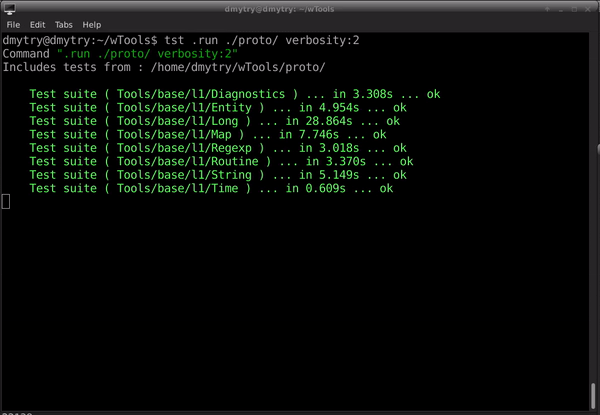 dmytry@dmytry: ~/wTools
File Edit Tabs Help
dmytry@dmytry:~/wTools$ tst .run ./proto/ verbosity:2
Command ".run ./proto/ verbosity:2"
Includes tests from : /home/dmytry/wTools/proto/
Test suite ( Tools/base/l1/Diagnostics ) ... in 3.308s ... ok
Test suite ( Tools/base/l1/Entity ) ... in 4.954s ... ok
Test suite ( Tools/base/l1/Long ) ... in 28.864s ... ok
Test suite ( Tools/base/l1/Map ) ... in 7.746s ... ok
Test suite ( Tools/base/l1/Regexp ) ... in 3.018s ... ok
Test suite ( Tools/base/l1/Routine ) ... in 3.370s ... ok
Test suite ( Tools/base/l1/String ) ... in 5.149s ... ok
Test suite ( Tools/base/l1/Time ) ... in 0.609s ... ok